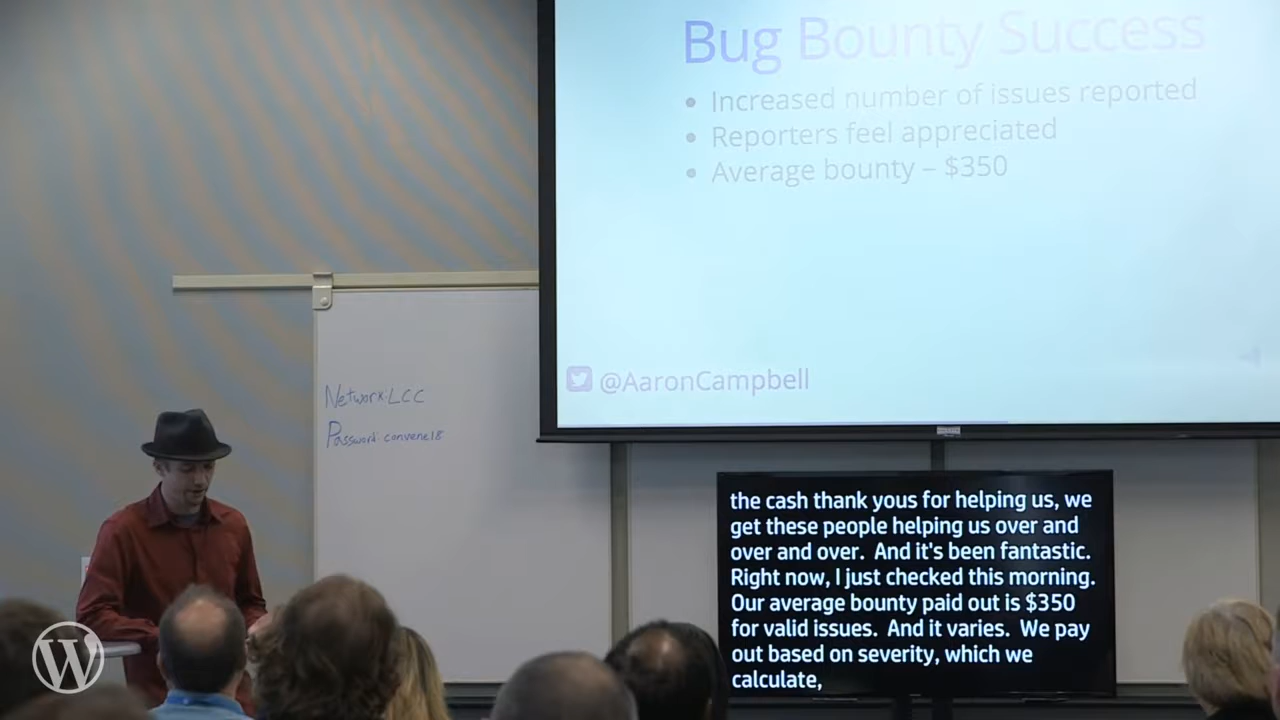 Bug Bounty Success
• Increased number of issues reported
• Reporters feel appreciated
• Average bounty – $350
@AaronCampbell
Network: LCC
Password: convene18
the cash thank yous for helping us, we
get these people helping us over and
over and over. And it's been fantastic.
Right now, I just checked this morning.
Our average bounty paid out is $350
for valid issues. And it varies. We pay
out based on severity, which we
calculate,